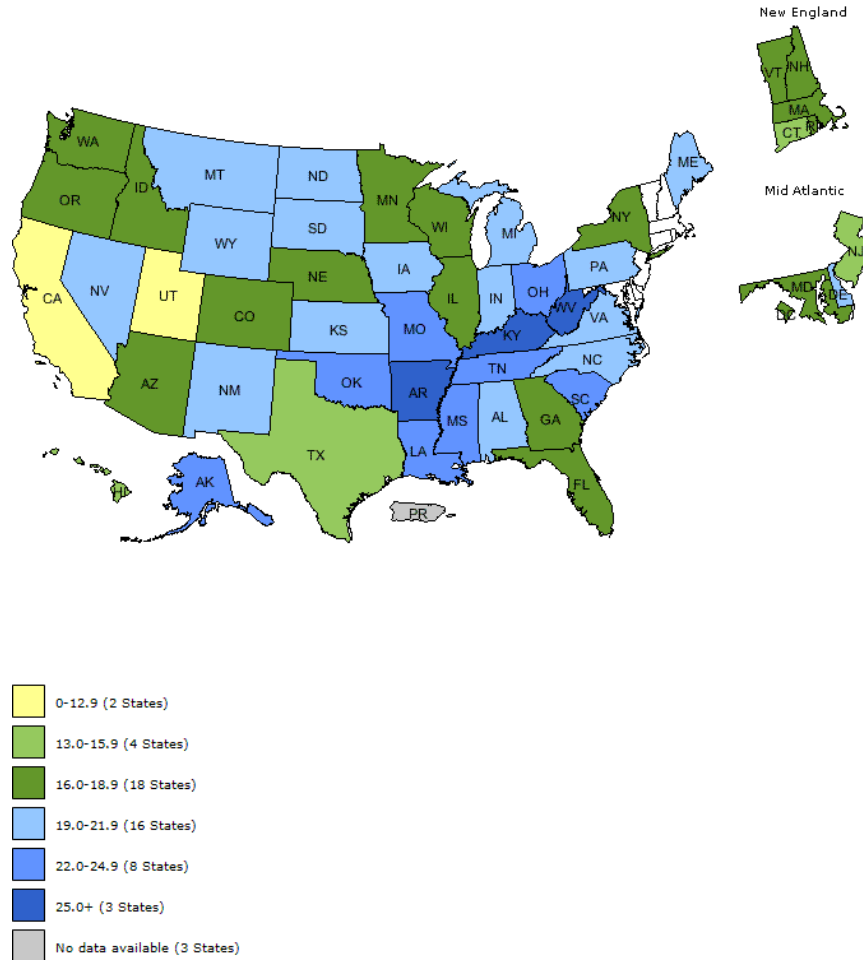 New England
VT NH
MA
CT RI
WA
MT
ND
ME
OR
ID
MN
Mid Atlantic
SD
WI
NY
WY
MI
IA
PA
NJ
NE
OH
MD DE
CA
NV
UT
IL
IN
WV
DC
CO
KS
MO
KY
VA
NC
TN
AZ
NM
OK
AR
SC
MS
AL
GA
TX
LA
HI
AK
FL
PR
0-12.9 (2 States)
13.0-15.9 (4 States)
16.0-18.9 (18 States)
19.0-21.9 (16 States)
22.0-24.9 (8 States)
25.0+ (3 States)
No data available (3 States)